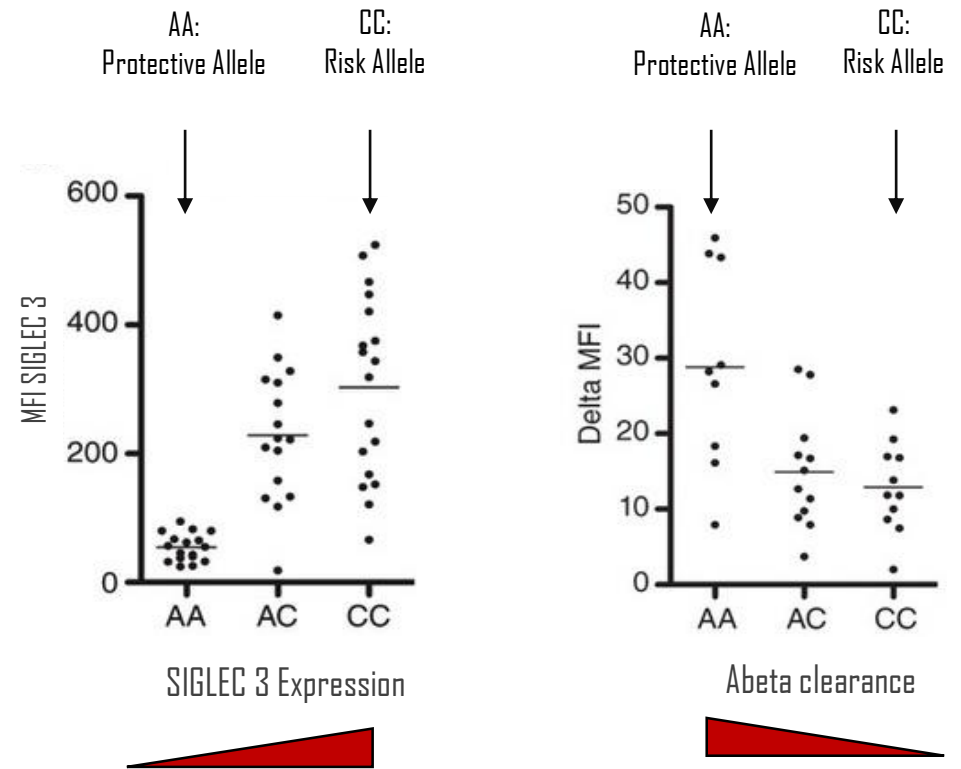 AA:
Protective Allele
CC:
Risk Allele
MFI SIGLEC 3
600
400
200
0
AA
AC
CC
SIGLEC 3 Expression
AA:
Protective Allele
CC:
Risk Allele
Delta MFI
50
40
30
20
10
0
AA
AC
CC
Abeta clearance